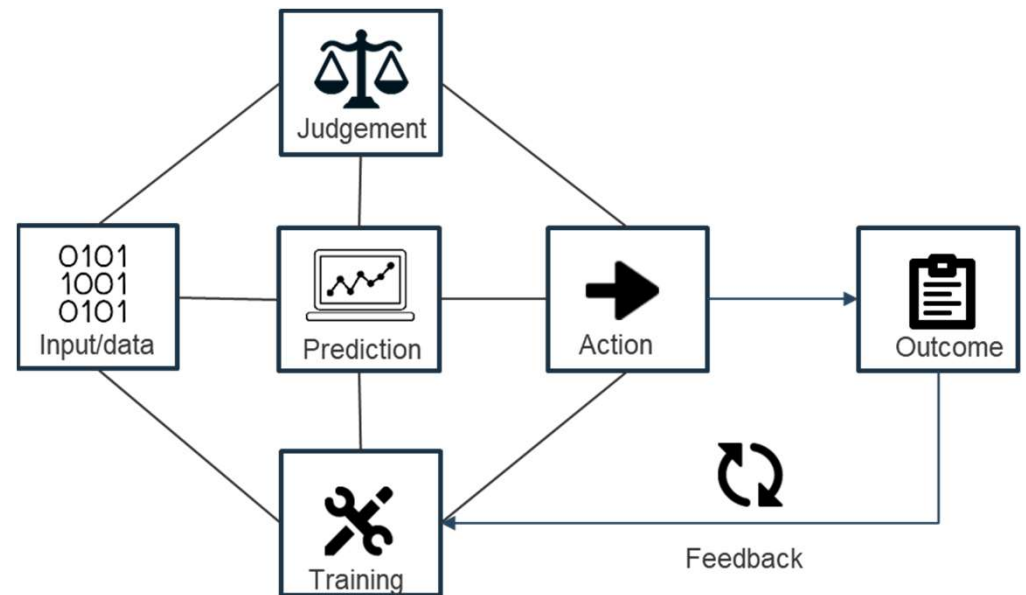 Judgement
0101
1001
0101
Input/data
Prediction
Action
Outcome
Training
Feedback